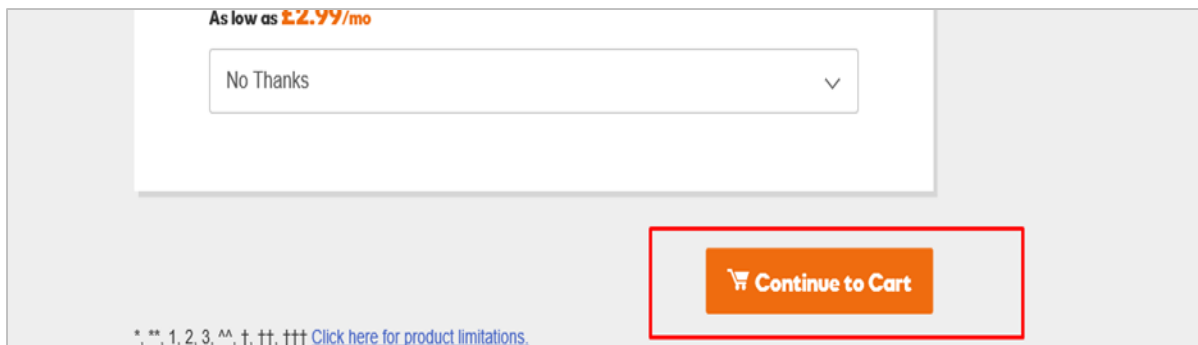 As low as £2.99/mo
No Thanks
Continue to Cart
*, **, 1, 2, 3, ^^, †, ††, ††† Click here for product limitations.